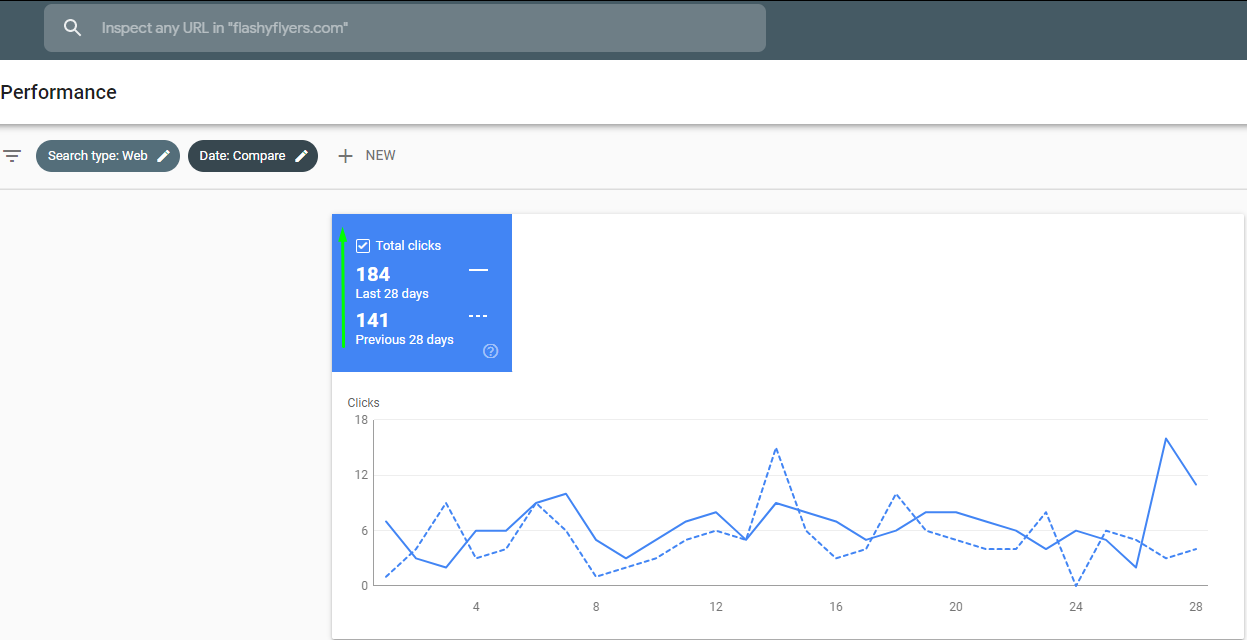 Inspect any URL in "flashyflyers.com"
Performance
Search type: Web
Date: Compare
NEW
Total clicks
184
Last 28 days
141
Previous 28 days
Clicks
18
12
6
0
4 8 12 16 20 24 28